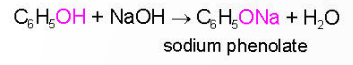 C₆H₅OH + NaOH → C₆H₅ONa + H₂O
sodium phenolate